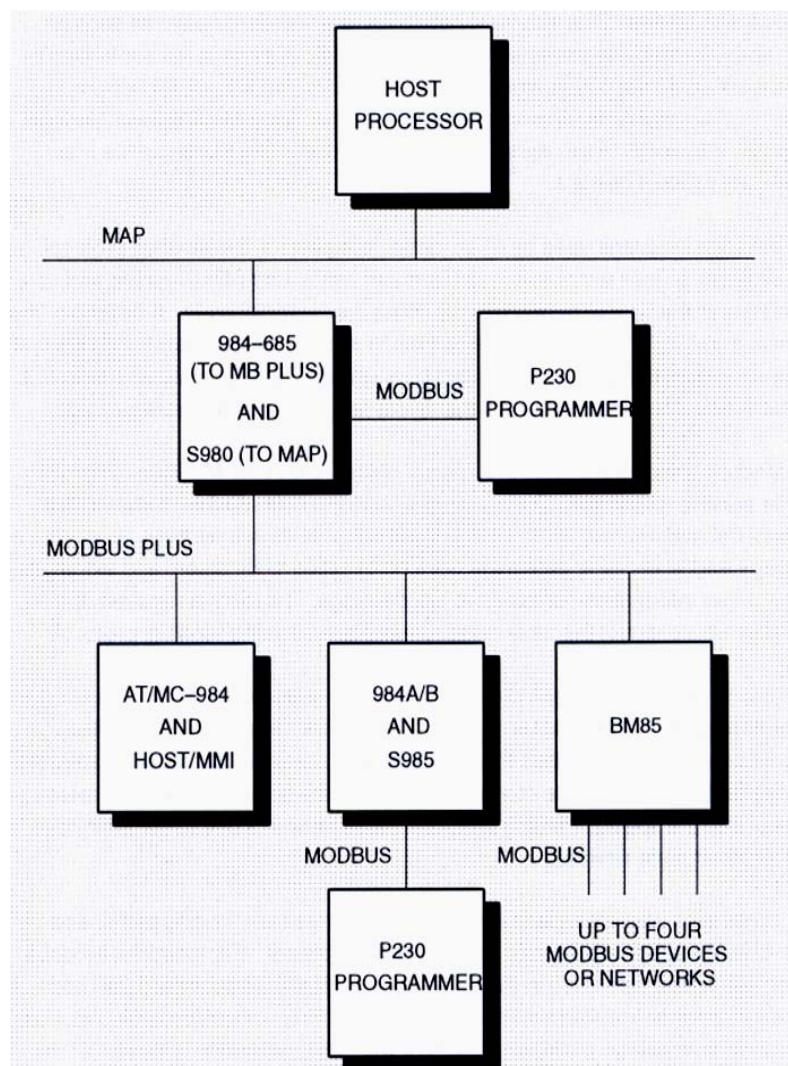 HOST
PROCESSOR
MAP
984–685
(TO MB PLUS)
AND
S980 (TO MAP)
MODBUS
P230
PROGRAMMER
MODBUS PLUS
AT/MC–984
AND
HOST/MMI
984A/B
AND
S985
BM85
MODBUS
MODBUS
P230
PROGRAMMER
UP TO FOUR
MODBUS DEVICES
OR NETWORKS